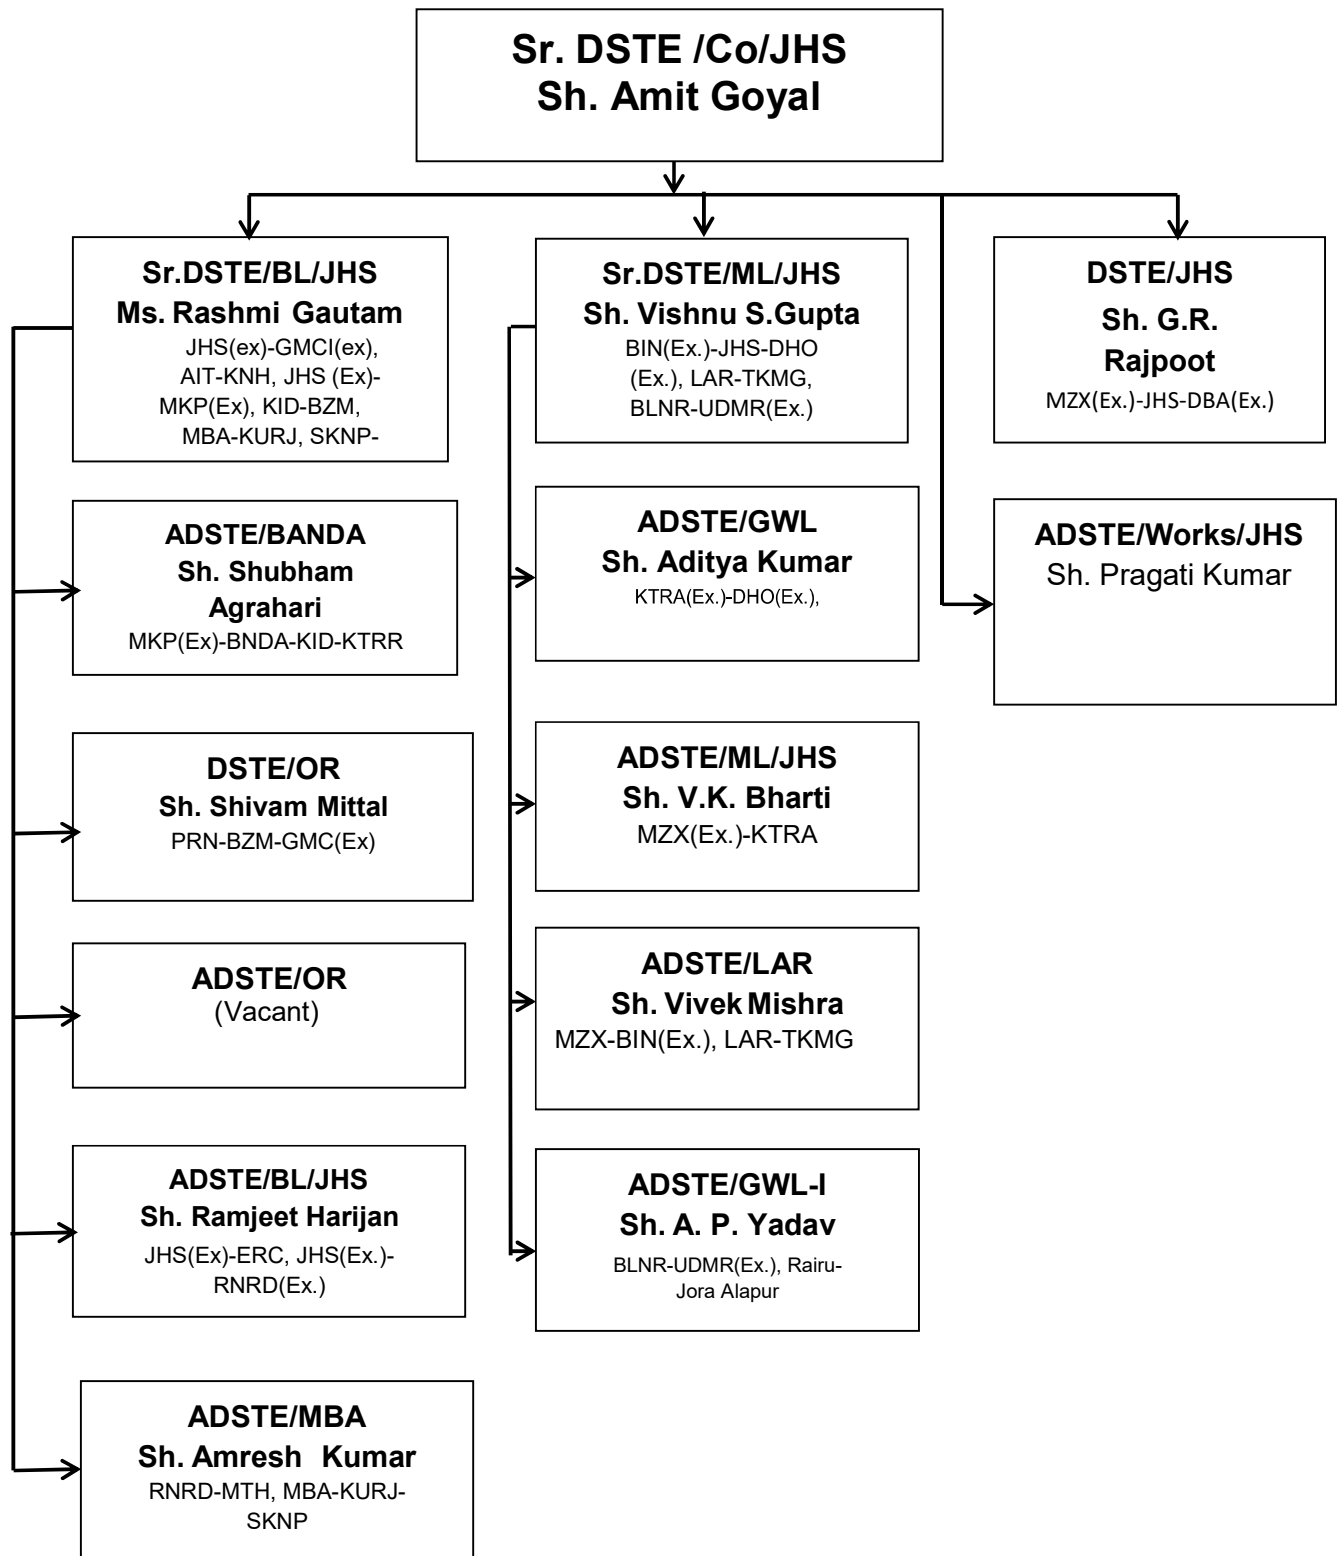 Sr. DSTE /Co/JHS
Sh. Amit Goyal
Sr.DSTE/BL/JHS
Ms. Rashmi Gautam
JHS(ex)-GMCI(ex),
AIT-KNH, JHS (Ex)-
MKP(Ex), KID-BZM,
MBA-KURJ, SKNP-
Sr.DSTE/ML/JHS
Sh. Vishnu S.Gupta
BIN(Ex.)-JHS-DHO
(Ex.), LAR-TKMG,
BLNR-UDMR(Ex.)
DSTE/JHS
Sh. G.R.
Rajpoot
MZX(Ex.)-JHS-DBA(Ex.)
ADSTE/BANDA
Sh. Shubham
Agrahari
MKP(Ex)-BNDA-KID-KTRR
ADSTE/GWL
Sh. Aditya Kumar
KTRA(Ex.)-DHO(Ex.),
ADSTE/Works/JHS
Sh. Pragati Kumar
DSTE/OR
Sh. Shivam Mittal
PRN-BZM-GMC(Ex)
ADSTE/ML/JHS
Sh. V.K. Bharti
MZX(Ex.)-KTRA
ADSTE/OR
(Vacant)
ADSTE/LAR
Sh. Vivek Mishra
MZX-BIN(Ex.), LAR-TKMG
ADSTE/BL/JHS
Sh. Ramjeet Harijan
JHS(Ex)-ERC, JHS(Ex.)-
RNRD(Ex.)
ADSTE/GWL-I
Sh. A. P. Yadav
BLNR-UDMR(Ex.), Rairu-
Jora Alapur
ADSTE/MBA
Sh. Amresh Kumar
RNRD-MTH, MBA-KURJ-
SKNP